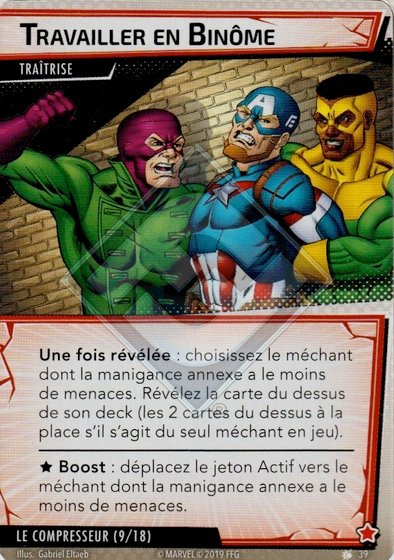 TRAVAILLER EN BINÔME
TRAÎTRISE
Une fois révélée : choisissez le méchant
dont la manigance annexe a le moins
de menaces. Révélez la carte du dessus
de son deck (les 2 cartes du dessus à la
place s'il s'agit du seul méchant en jeu).
★ Boost : déplacez le jeton Actif vers le
méchant dont la manigance annexe a le
moins de menaces.
LE COMPRESSEUR (9/18)
Illus. Gabriel Eltaeb
© MARVEL © 2019 FFG
39